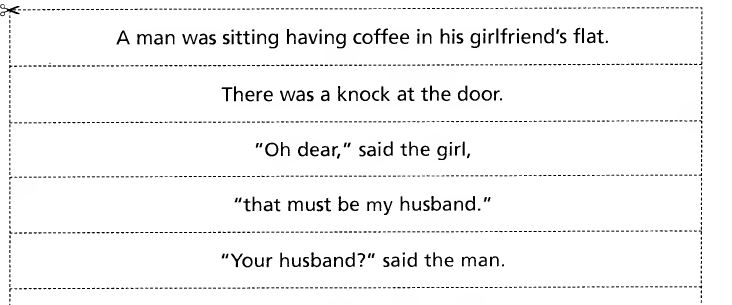 A man was sitting having coffee in his girlfriend's flat.
There was a knock at the door.
"Oh dear," said the girl,
"that must be my husband."
"Your husband?" said the man.